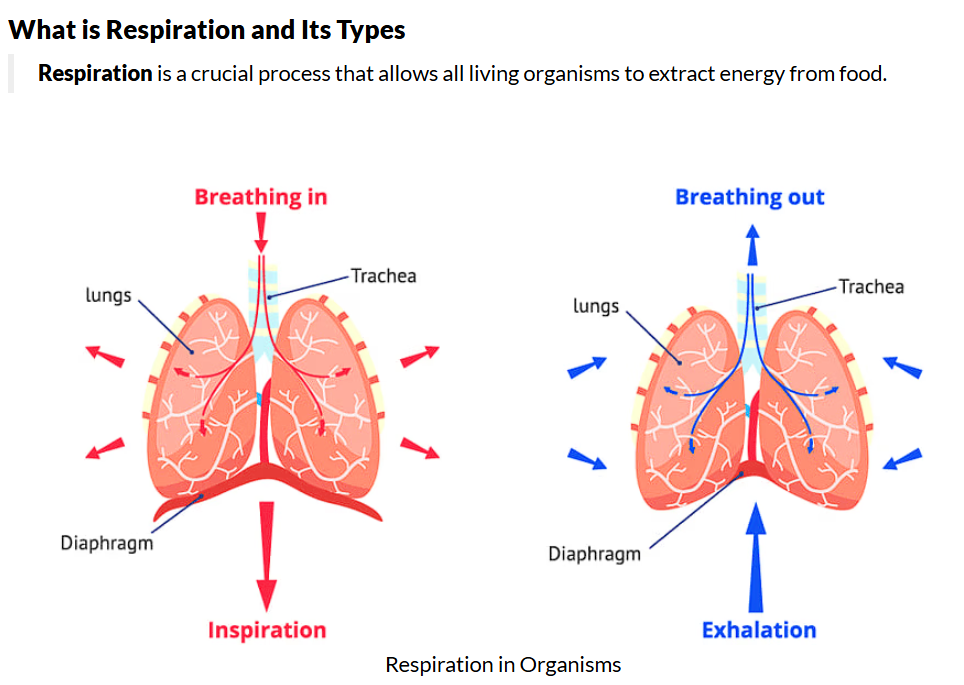 What is Respiration and Its Types
Respiration is a crucial process that allows all living organisms to extract energy from food.
Breathing in
Trachea
lungs
Diaphragm
Inspiration
Breathing out
Trachea
lungs
Diaphragm
Exhalation
Respiration in Organisms